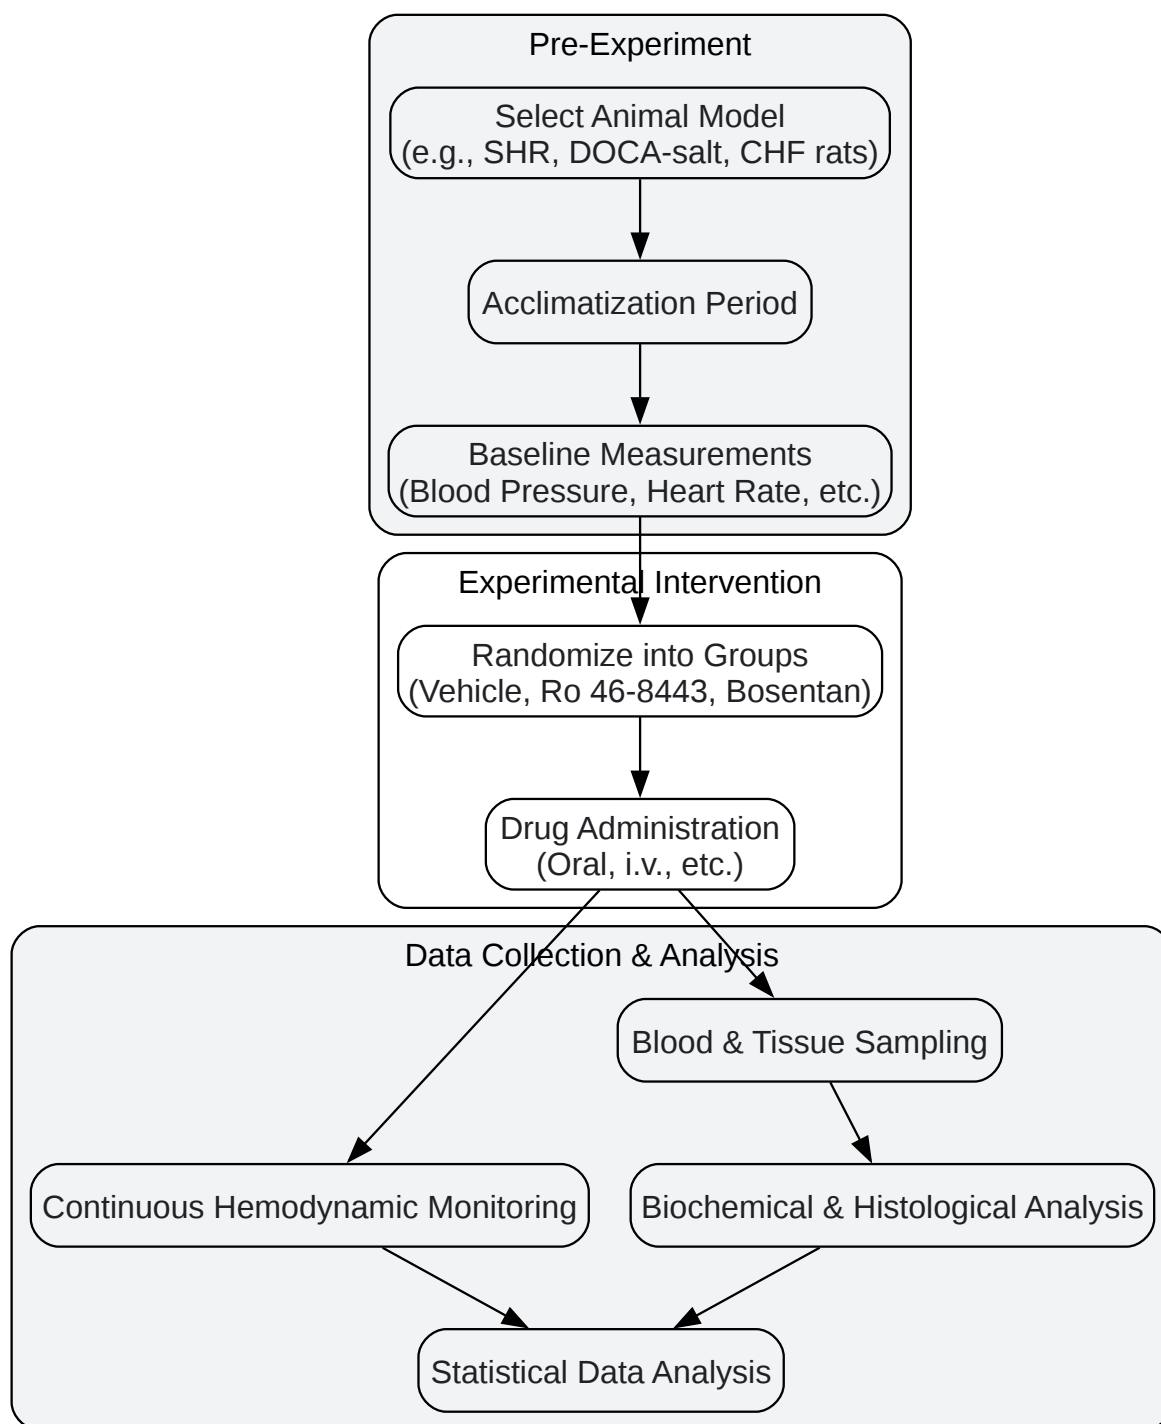 Pre-Experiment
Select Animal Model
(e.g., SHR, DOCA-salt, CHF rats)
Acclimatization Period
Baseline Measurements
(Blood Pressure, Heart Rate, etc.)
Experimental Intervention
Randomize into Groups
(Vehicle, Ro 46-8443, Bosentan)
Drug Administration
(Oral, i.v., etc.)
Data Collection & Analysis
Blood & Tissue Sampling
Continuous Hemodynamic Monitoring
Biochemical & Histological Analysis
Statistical Data Analysis